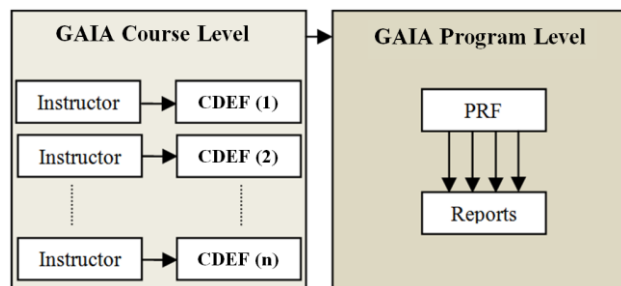 GAIA Course Level
Instructor
CDEF (1)
Instructor
CDEF (2)
Instructor
CDEF (n)
GAIA Program Level
PRF
Reports